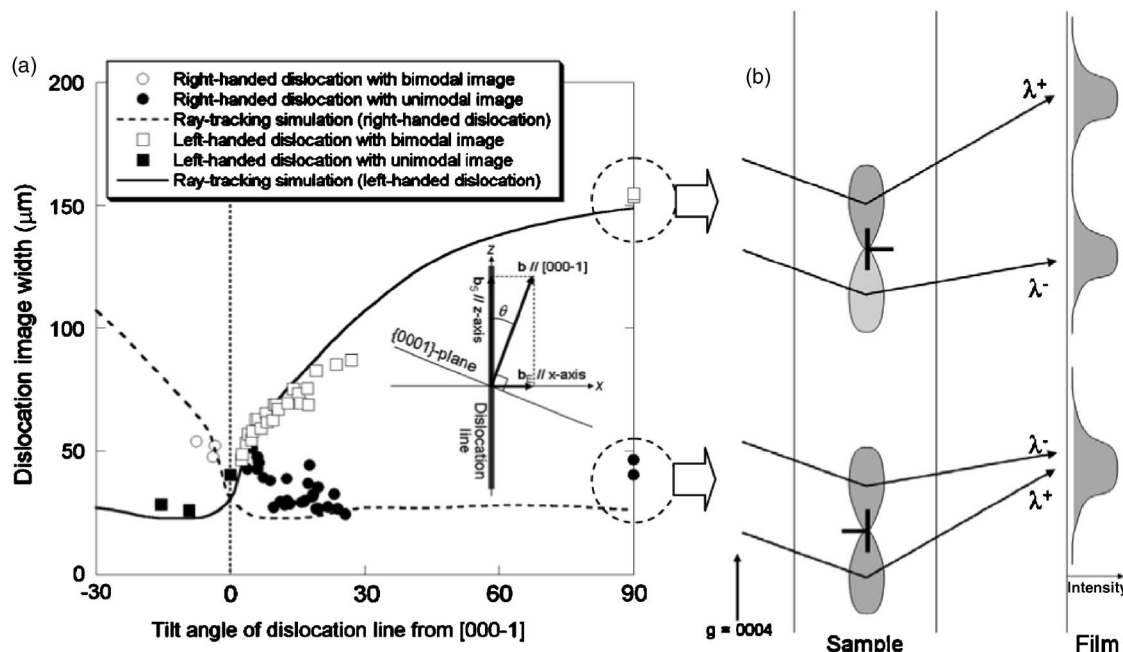 (a)
Right-handed dislocation with bimodal image
Right-handed dislocation with unimodal image
Ray-tracking simulation (right-handed dislocation)
Left-handed dislocation with bimodal image
Left-handed dislocation with unimodal image
Ray-tracking simulation (left-handed dislocation)
200
150
100
50
0
Dislocation image width (μm)
-30
0
30
60
90
Tilt angle of dislocation line from [000-1]
z
b // [000-1]
bS // z-axis
θ
{0001}-plane
bE // x-axis
x
Dislocation
line
(b)
λ+
λ-
λ-
λ+
g = 0004
Sample
Intensity
Film